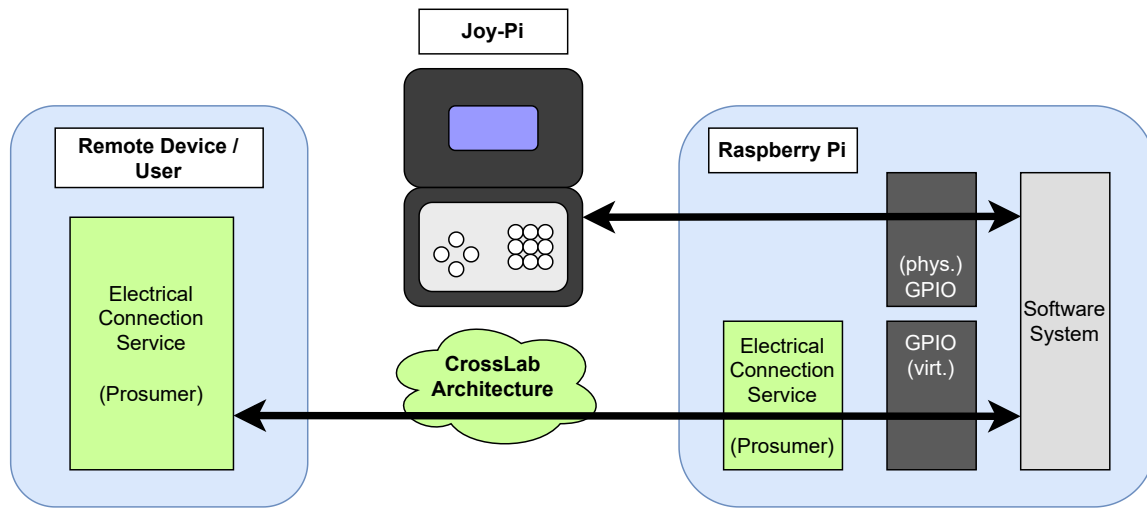 Joy-Pi
Remote Device /
User
Electrical
Connection
Service
(Prosumer)
CrossLab
Architecture
Raspberry Pi
(phys.)
GPIO
GPIO
(virt.)
Electrical
Connection
Service
(Prosumer)
Software
System